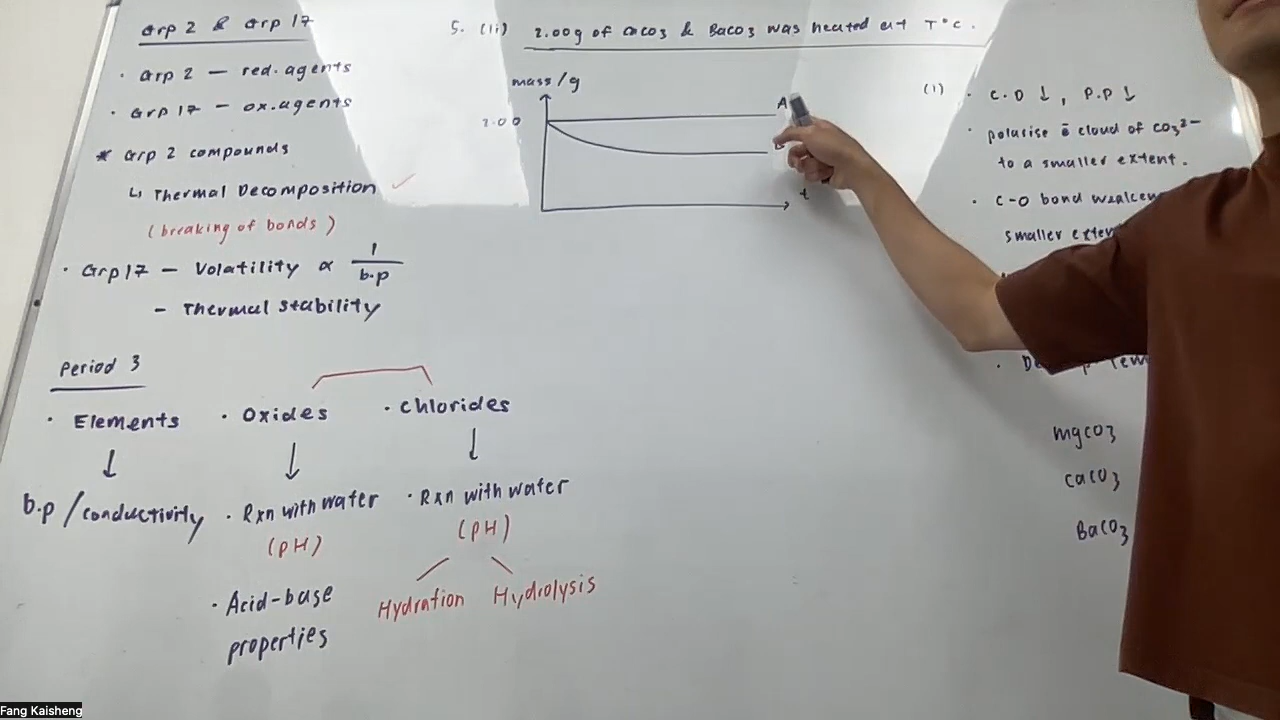 Grp 2 & Grp 17
· Grp 2 — red. agents
· Grp 17 - ox. agents
* Grp 2 compounds
↳ Thermal Decomposition ✓
(breaking of bonds)
· Grp 17 — Volatility ∝ 1/b.p
- Thermal stability
Period 3
· Elements
· Oxides
· Chlorides
↓
↓
↓
b.p / conductivity
· Rxn with water
(pH)
· Acid-base
properties
· Rxn with water
(pH)
Hydration
Hydrolysis
5. (ii) 2.00g of CaCO3 & BaCO3 was heated at T°C.
mass/g
2.00
A
t
(i) · C.D ↓, P.P ↓
· polarise ē cloud of CO3²⁻
to a smaller extent.
· C-O bond
smaller
MgCO3
CaCO3
BaCO3
Fang Kaisheng